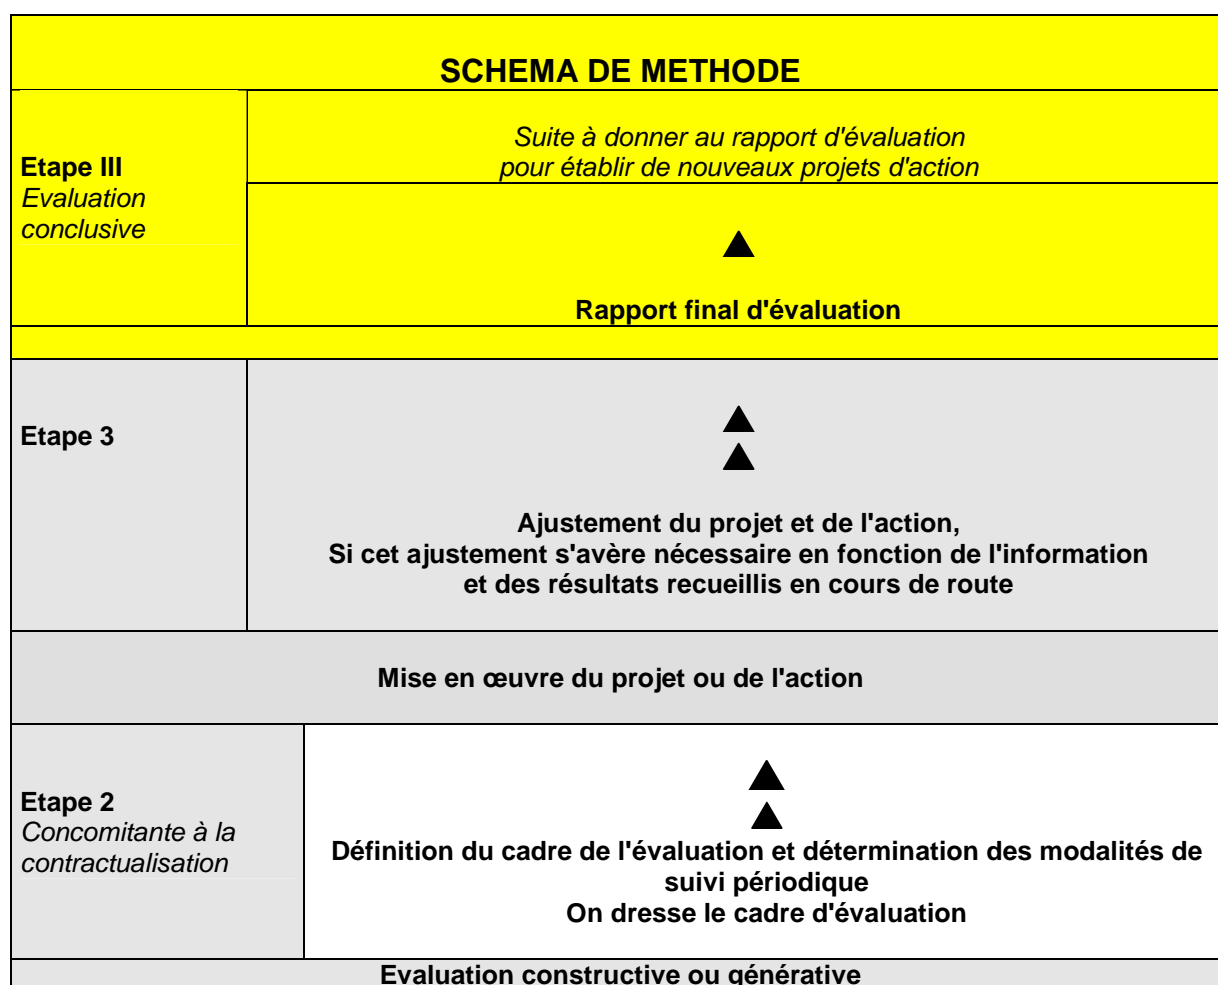 SCHEMA DE METHODE
Etape III
Evaluation
conclusive
Suite à donner au rapport d'évaluation
pour établir de nouveaux projets d'action
Rapport final d'évaluation
Etape 3
Ajustement du projet et de l'action,
Si cet ajustement s'avère nécessaire en fonction de l'information
et des résultats recueillis en cours de route
Mise en œuvre du projet ou de l'action
Etape 2
Concomitante à la
contractualisation
Définition du cadre de l'évaluation et détermination des modalités de
suivi périodique
On dresse le cadre d'évaluation
Evaluation constructive ou générative